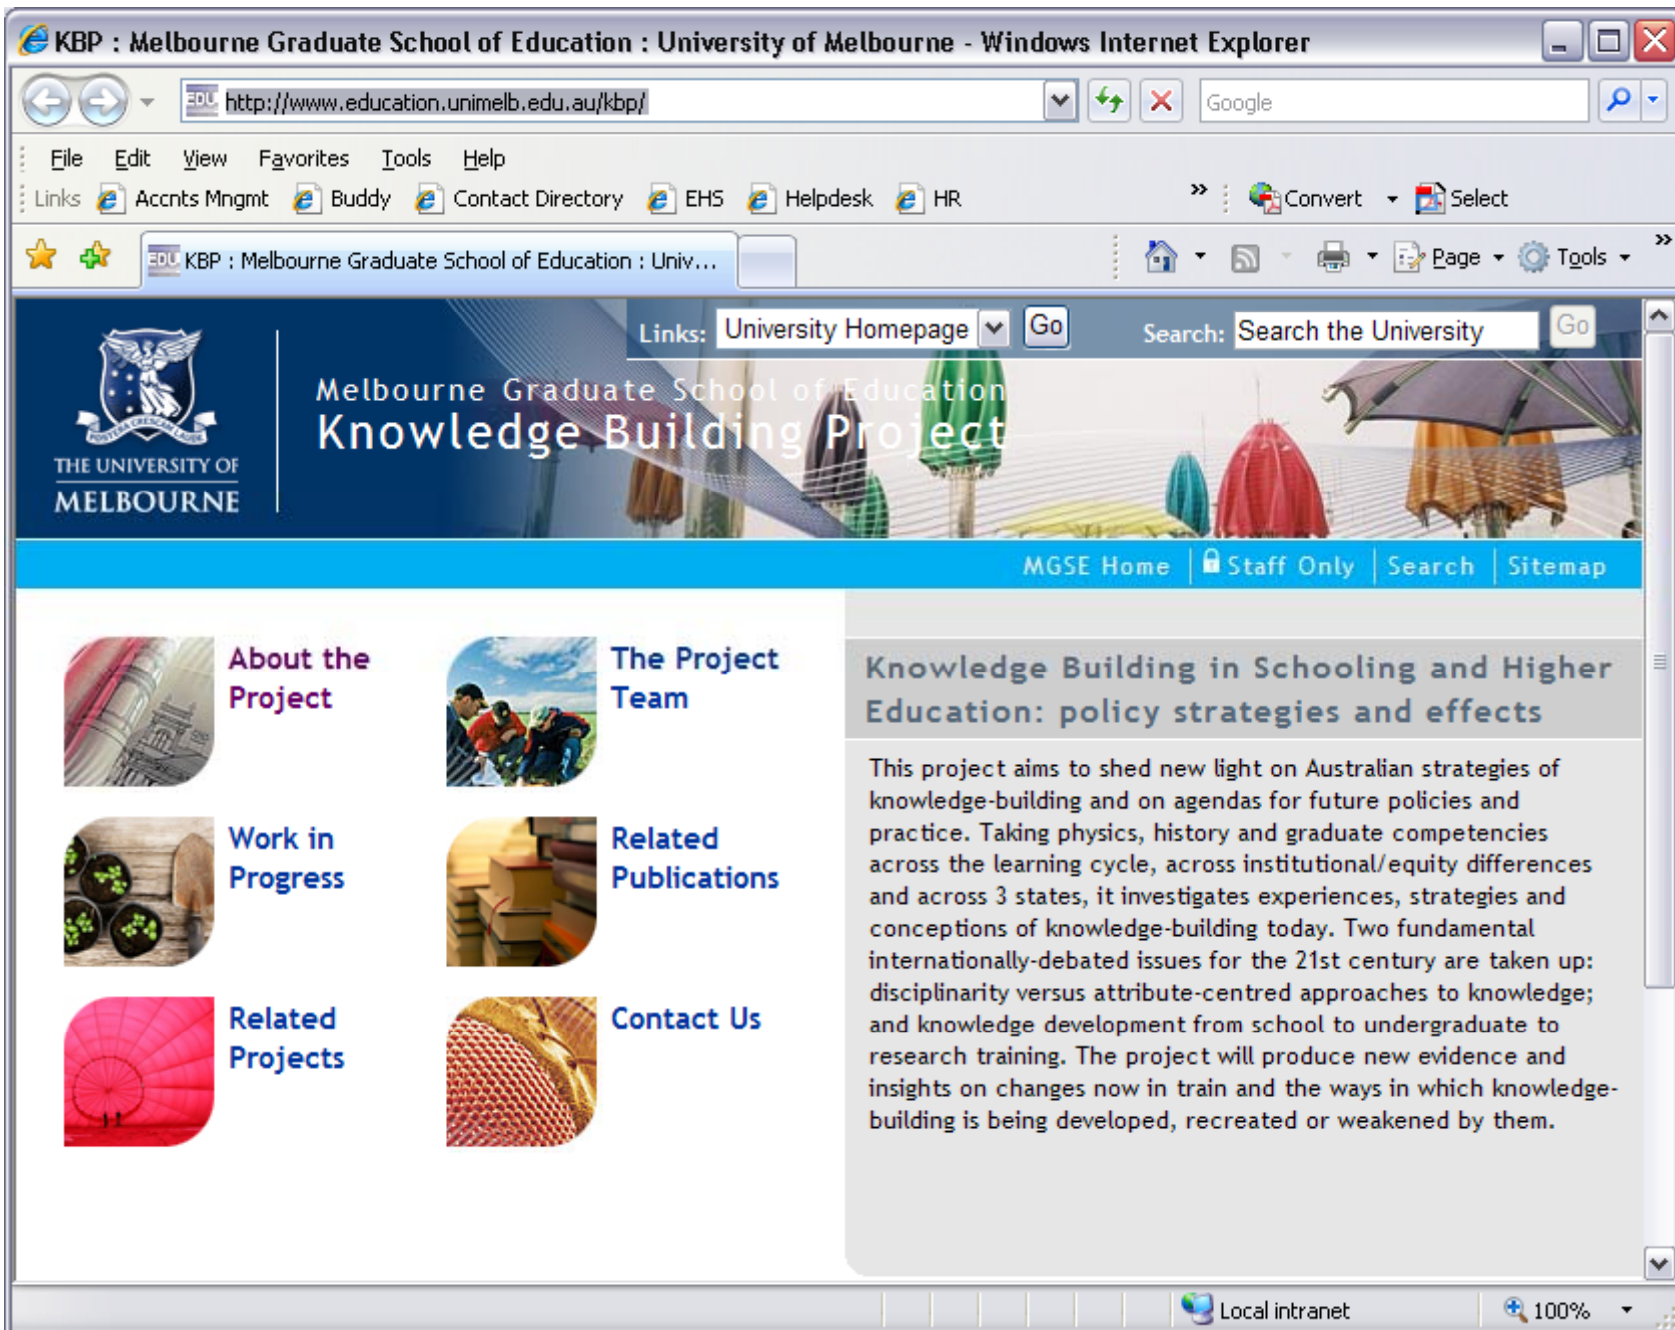 KBP : Melbourne Graduate School of Education : University of Melbourne - Windows Internet Explorer
EDU http://www.education.unimelb.edu.au/kbp/
Google
File Edit View Favorites Tools Help
Links Accnts Mngmt Buddy Contact Directory EHS Helpdesk HR » Convert Select
EDU KBP : Melbourne Graduate School of Education : Univ... Page Tools »
Links: University Homepage Go Search: Search the University Go
Melbourne Graduate School of Education
Knowledge Building Project
POSTERA CRESCAM LAUDE
THE UNIVERSITY OF
MELBOURNE
MGSE Home Staff Only Search Sitemap
About the
Project
The Project
Team
Work in
Progress
Related
Publications
Related
Projects
Contact Us
Knowledge Building in Schooling and Higher
Education: policy strategies and effects
This project aims to shed new light on Australian strategies of
knowledge-building and on agendas for future policies and
practice. Taking physics, history and graduate competencies
across the learning cycle, across institutional/equity differences
and across 3 states, it investigates experiences, strategies and
conceptions of knowledge-building today. Two fundamental
internationally-debated issues for the 21st century are taken up:
disciplinarity versus attribute-centred approaches to knowledge;
and knowledge development from school to undergraduate to
research training. The project will produce new evidence and
insights on changes now in train and the ways in which knowledge-
building is being developed, recreated or weakened by them.
Local intranet 100%